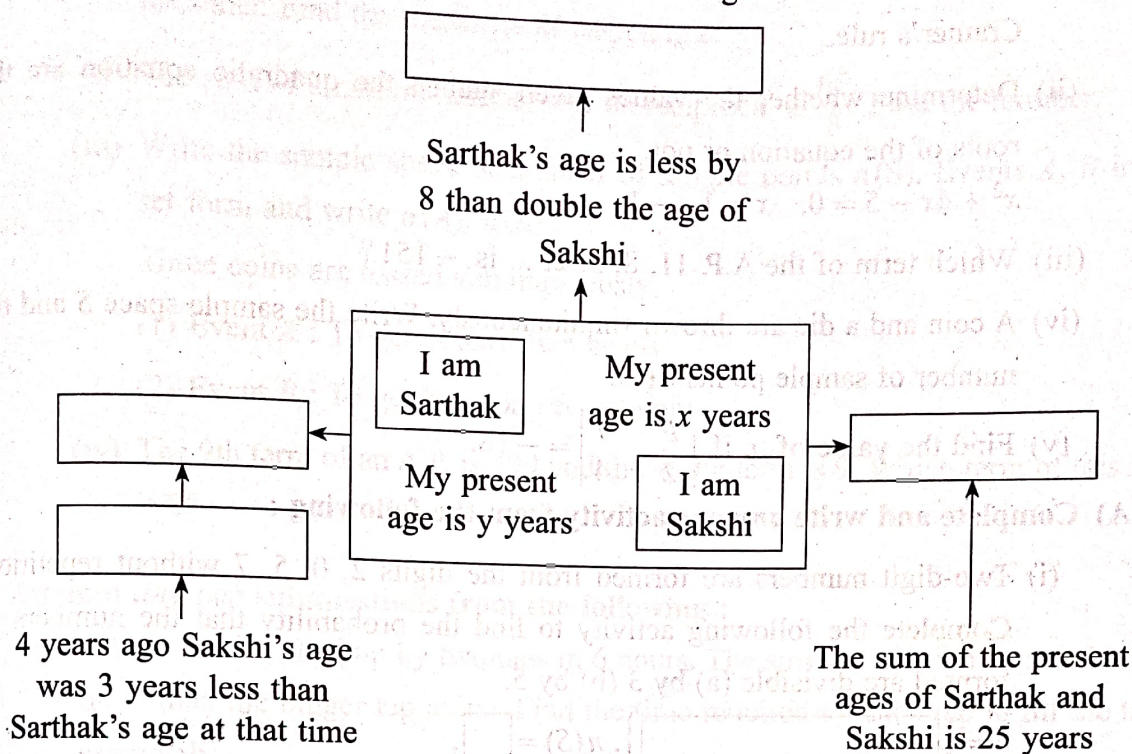 Sarthak's age is less by
8 than double the age of
Sakshi
I am
Sarthak
My present
age is x years
My present
age is y years
I am
Sakshi
4 years ago Sakshi's age
was 3 years less than
Sarthak's age at that time
The sum of the present
ages of Sarthak and
Sakshi is 25 years